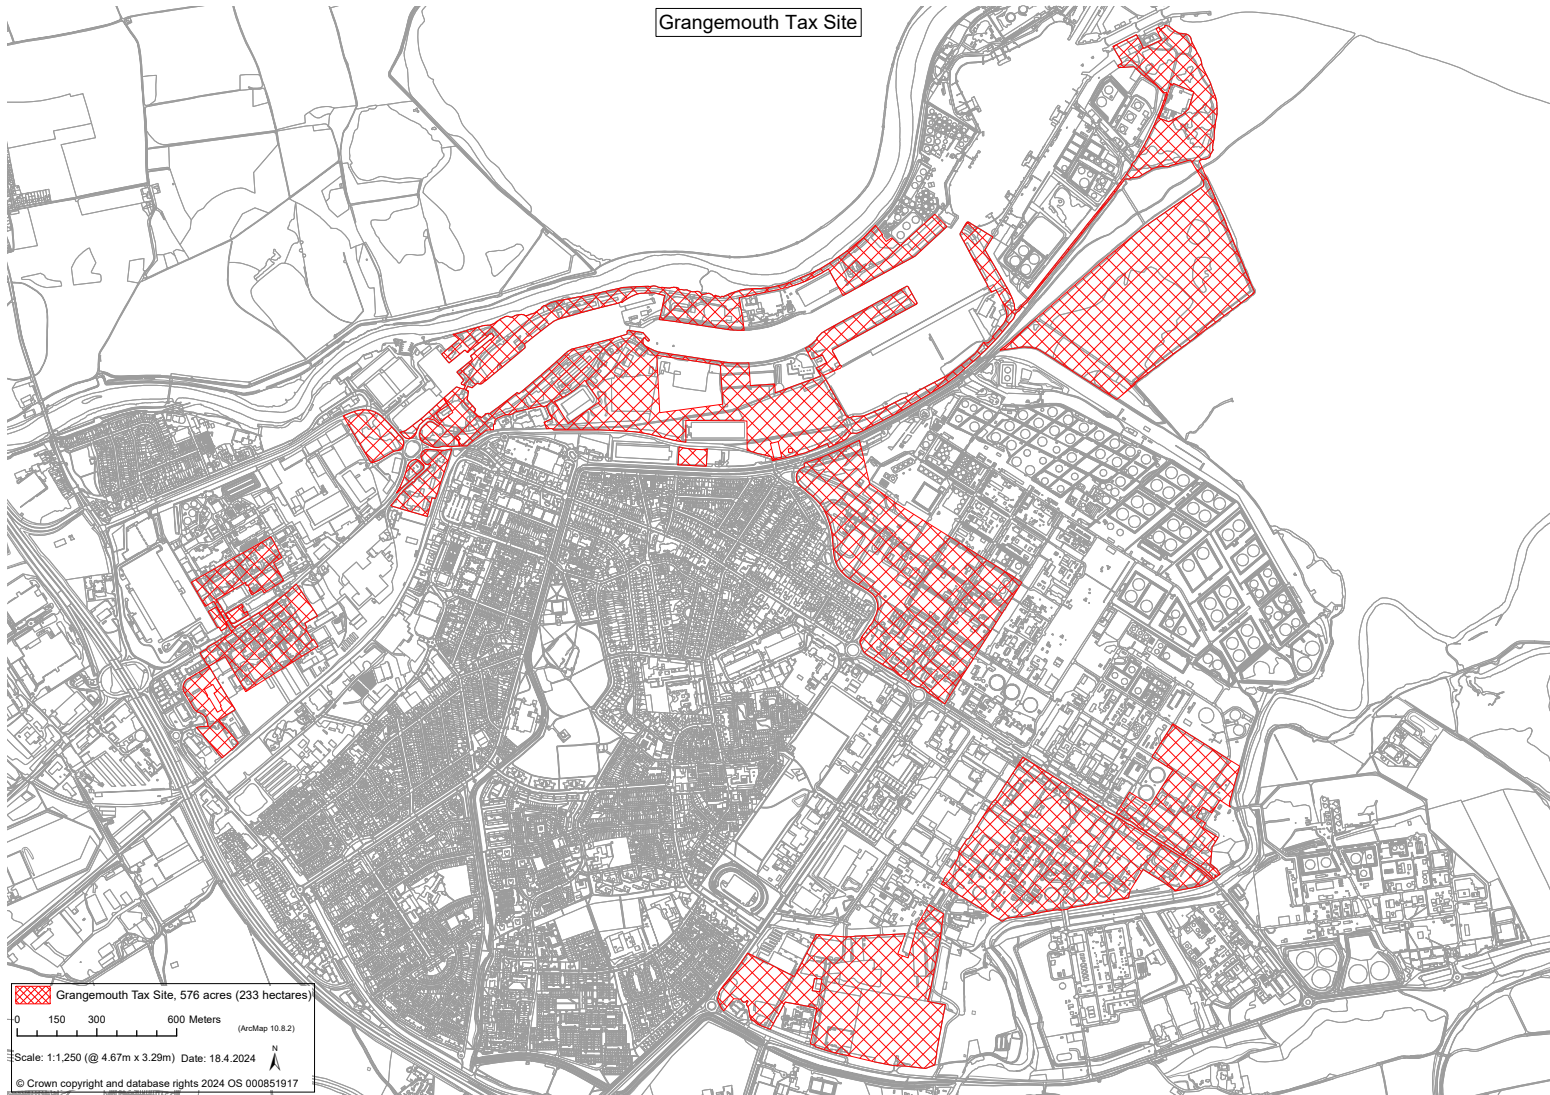 Grangemouth Tax Site
Grangemouth Tax Site, 576 acres (233 hectares)
0 150 300 600 Meters
(ArcMap 10.8.2)
N
Scale: 1:1,250 (@ 4.67m x 3.29m) Date: 18.4.2024
© Crown copyright and database rights 2024 OS 000851917